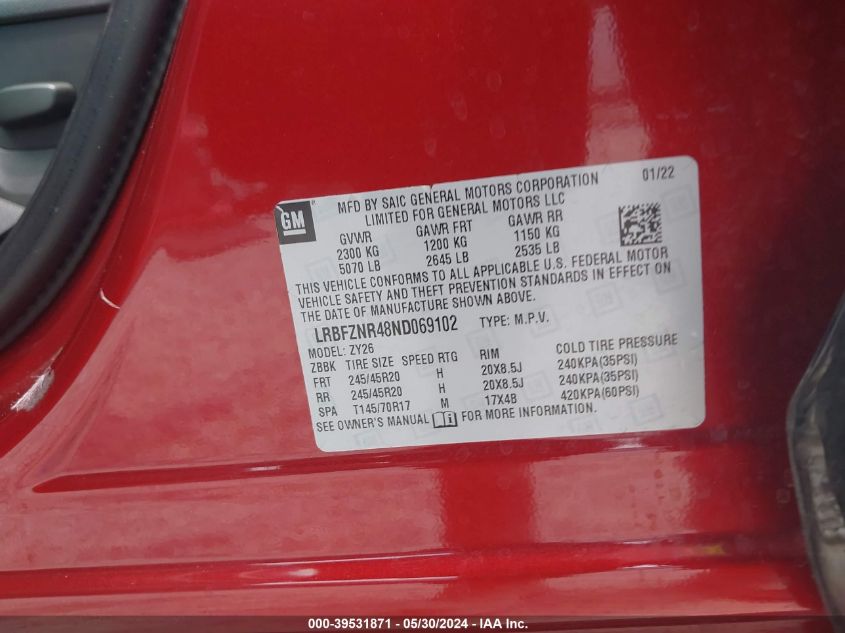 GM
MFD BY SAIC GENERAL MOTORS CORPORATION 01/22
LIMITED FOR GENERAL MOTORS LLC
GVWR GAWR FRT GAWR RR
2300 KG 1200 KG 1150 KG
5070 LB 2645 LB 2535 LB
THIS VEHICLE CONFORMS TO ALL APPLICABLE U.S. FEDERAL MOTOR
VEHICLE SAFETY AND THEFT PREVENTION STANDARDS IN EFFECT ON
THE DATE OF MANUFACTURE SHOWN ABOVE.
LRBFZNR48ND069102 TYPE: M.P.V.
MODEL: ZY26
ZBBK TIRE SIZE SPEED RTG RIM COLD TIRE PRESSURE
FRT 245/45R20 H 20X8.5J 240KPA(35PSI)
RR 245/45R20 H 20X8.5J 240KPA(35PSI)
SPA T145/70R17 M 17X4B 420KPA(60PSI)
SEE OWNER'S MANUAL i FOR MORE INFORMATION.
000-39531871 - 05/30/2024 - IAA Inc.